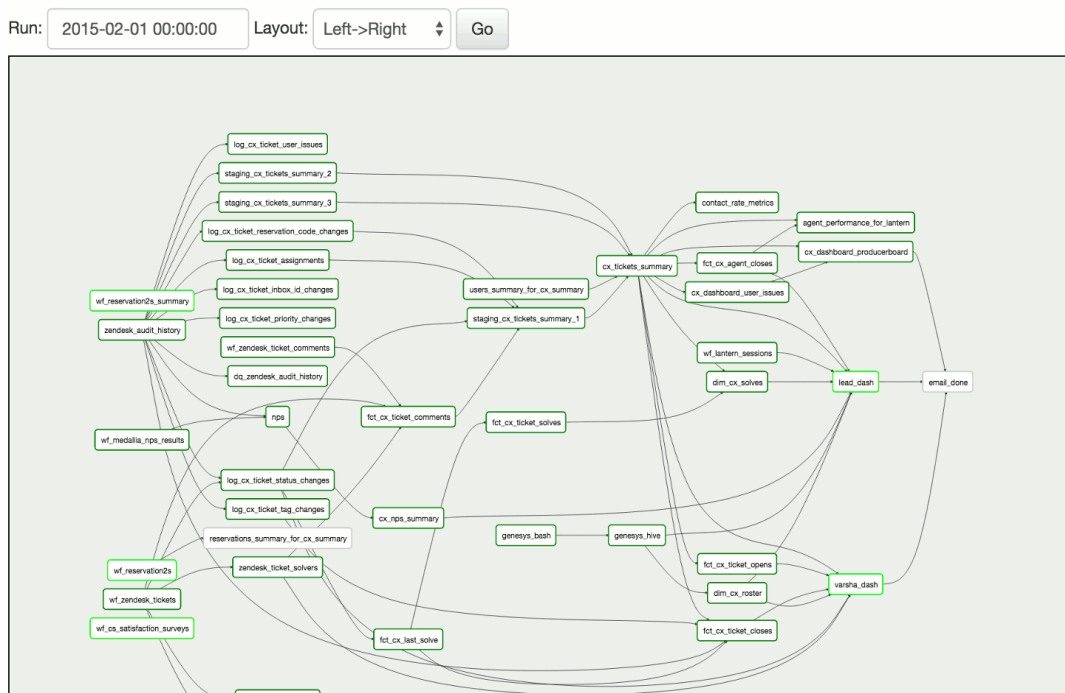 Run: 2015-02-01 00:00:00 Layout: Left->Right Go
log_cx_ticket_user_issues
staging_cx_tickets_summary_2
staging_cx_tickets_summary_3
log_cx_ticket_reservation_code_changes
log_cx_ticket_assignments
log_cx_ticket_inbox_id_changes
wf_reservation2s_summary
zendesk_audit_history
log_cx_ticket_priority_changes
wf_zendesk_ticket_comments
dq_zendesk_audit_history
nps
wf_medallia_nps_results
log_cx_ticket_status_changes
log_cx_ticket_tag_changes
reservations_summary_for_cx_summary
wf_reservation2s
zendesk_ticket_solvers
wf_zendesk_tickets
wf_cs_satisfaction_surveys
users_summary_for_cx_summary
staging_cx_tickets_summary_1
fct_cx_ticket_comments
fct_cx_ticket_solves
cx_nps_summary
genesys_bash
genesys_hive
fct_cx_last_solve
cx_tickets_summary
contact_rate_metrics
agent_performance_for_lantern
cx_dashboard_producerboard
fct_cx_agent_closes
cx_dashboard_user_issues
wf_lantern_sessions
dim_cx_solves
lead_dash
email_done
fct_cx_ticket_opens
varsha_dash
dim_cx_roster
fct_cx_ticket_closes